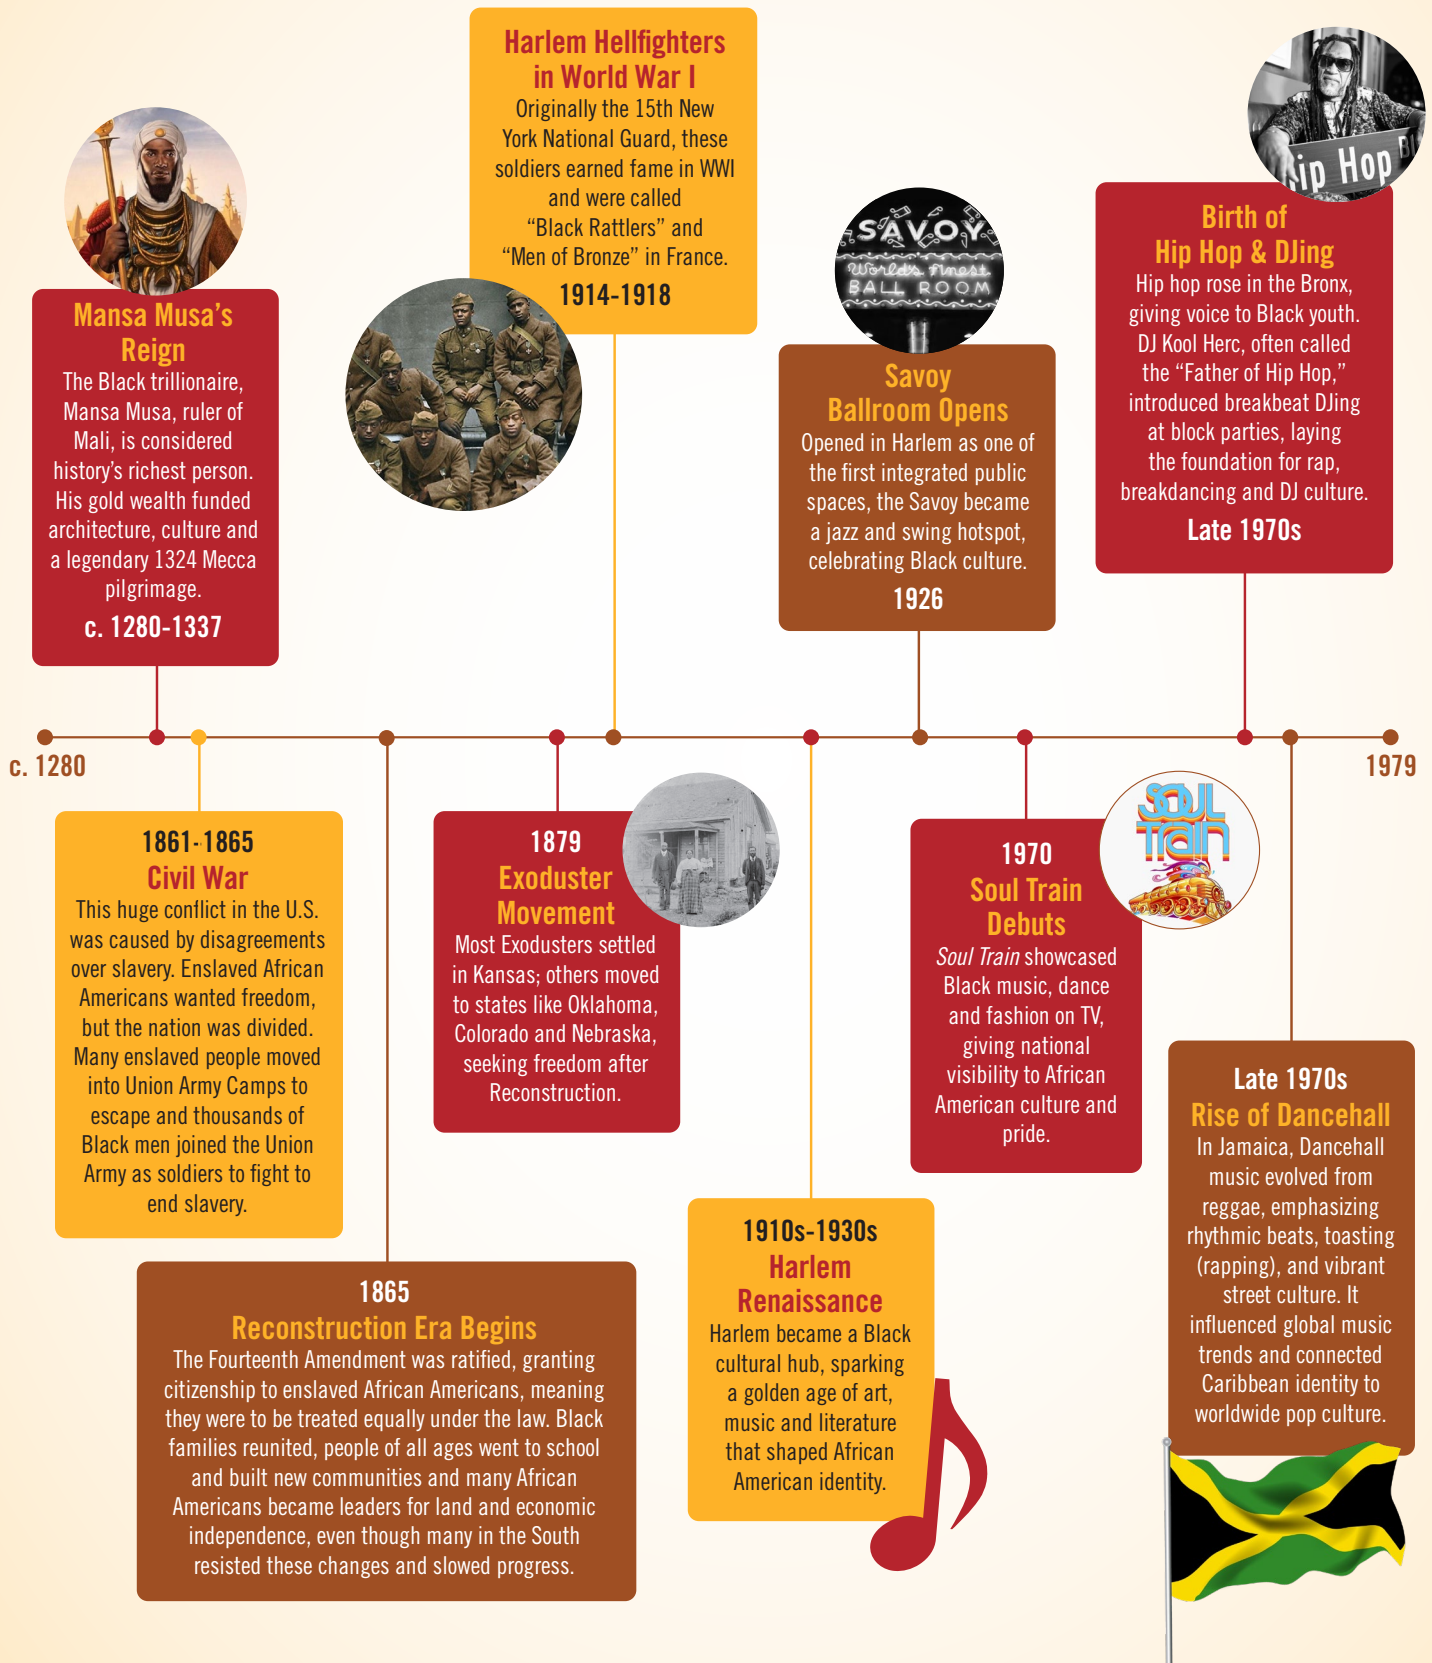 Harlem Hellfighters
in World War I
Originally the 15th New
York National Guard, these
soldiers earned fame in WWI
and were called
“Black Rattlers” and
“Men of Bronze” in France.
1914-1918
Mansa Musa’s
Reign
The Black trillionaire,
Mansa Musa, ruler of
Mali, is considered
history’s richest person.
His gold wealth funded
architecture, culture and
a legendary 1324 Mecca
pilgrimage.
c. 1280-1337
SAVOY
World's Finest
BALL ROOM
Savoy
Ballroom Opens
Opened in Harlem as one of
the first integrated public
spaces, the Savoy became
a jazz and swing hotspot,
celebrating Black culture.
1926
ip Hop Bl
Birth of
Hip Hop & DJing
Hip hop rose in the Bronx,
giving voice to Black youth.
DJ Kool Herc, often called
the “Father of Hip Hop,”
introduced breakbeat DJing
at block parties, laying
the foundation for rap,
breakdancing and DJ culture.
Late 1970s
c. 1280
1979
1861-1865
Civil War
This huge conflict in the U.S.
was caused by disagreements
over slavery. Enslaved African
Americans wanted freedom,
but the nation was divided.
Many enslaved people moved
into Union Army Camps to
escape and thousands of
Black men joined the Union
Army as soldiers to fight to
end slavery.
1865
Reconstruction Era Begins
The Fourteenth Amendment was ratified, granting
citizenship to enslaved African Americans, meaning
they were to be treated equally under the law. Black
families reunited, people of all ages went to school
and built new communities and many African
Americans became leaders for land and economic
independence, even though many in the South
resisted these changes and slowed progress.
1879
Exoduster
Movement
Most Exodusters settled
in Kansas; others moved
to states like Oklahoma,
Colorado and Nebraska,
seeking freedom after
Reconstruction.
1910s-1930s
Harlem
Renaissance
Harlem became a Black
cultural hub, sparking
a golden age of art,
music and literature
that shaped African
American identity.
1970
Soul Train
Debuts
Soul Train showcased
Black music, dance
and fashion on TV,
giving national
visibility to African
American culture and
pride.
SOUL
TRAIN
Late 1970s
Rise of Dancehall
In Jamaica, Dancehall
music evolved from
reggae, emphasizing
rhythmic beats, toasting
(rapping), and vibrant
street culture. It
influenced global music
trends and connected
Caribbean identity to
worldwide pop culture.